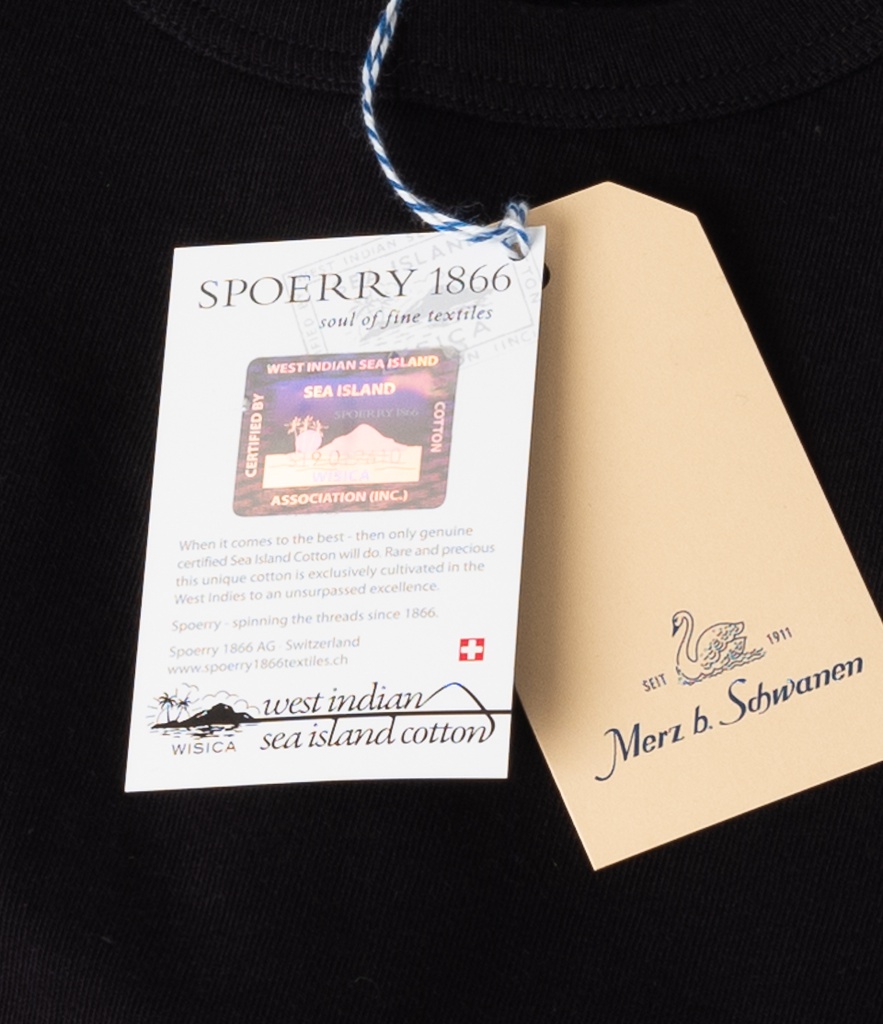 SPOERRY 1866
soul of fine textiles
WEST INDIAN SEA ISLAND
SEA ISLAND
SPOERRY 1866
CERTIFIED BY
COTTON
WISICA
ASSOCIATION (INC.)
When it comes to the best - then only genuine
certified Sea Island Cotton will do. Rare and precious
this unique cotton is exclusively cultivated in the
West Indies to an unsurpassed excellence.
Spoerry - spinning the threads since 1866.
Spoerry 1866 AG · Switzerland
www.spoerry1866textiles.ch
west indian
sea island cotton
WISICA
SEIT 1911
Merz b. Schwanen